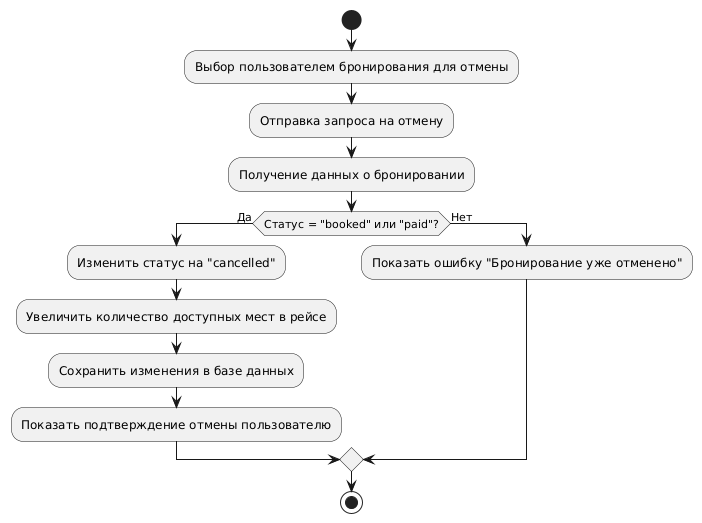 Выбор пользователем бронирования для отмены
Отправка запроса на отмену
Получение данных о бронировании
Статус = "booked" или "paid"?
Да
Нет
Изменить статус на "cancelled"
Показать ошибку "Бронирование уже отменено"
Увеличить количество доступных мест в рейсе
Сохранить изменения в базе данных
Показать подтверждение отмены пользователю